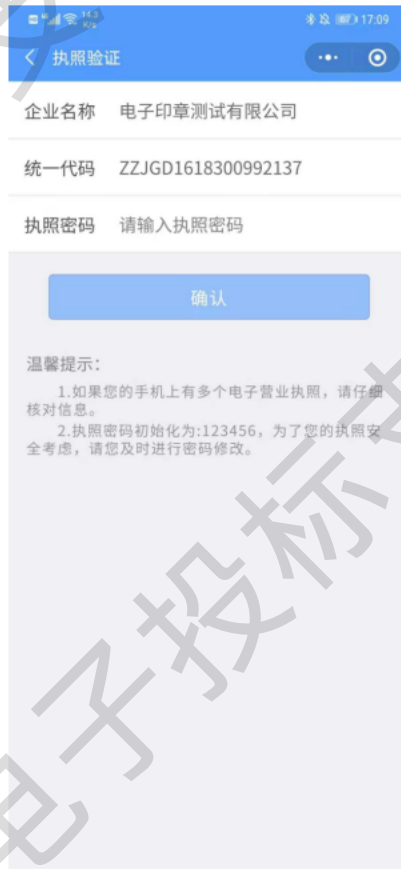 4G 14.3 K/s 17:09
执照验证
企业名称 电子印章测试有限公司
统一代码 ZZJGD1618300992137
执照密码 请输入执照密码
确认
温馨提示:
1.如果您的手机上有多个电子营业执照，请仔细
核对信息。
2.执照密码初始化为:123456，为了您的执照安
全考虑，请您及时进行密码修改。
电子投标